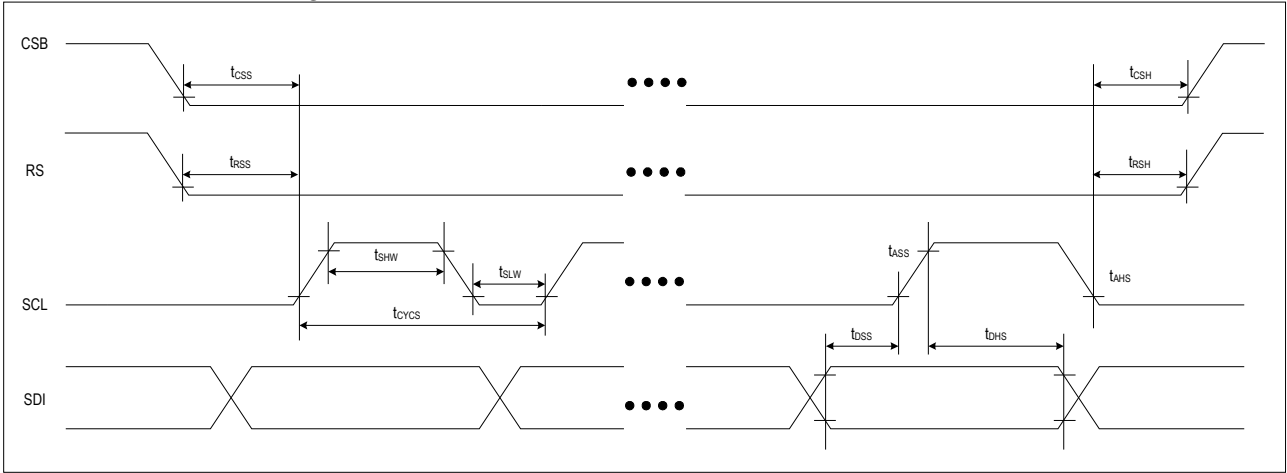 CSB
tCSS
tCSH
RS
tRSS
tRSH
SCL
tSHW
tSLW
tCYCS
tASS
tAHS
tDSS
tDHS
SDI